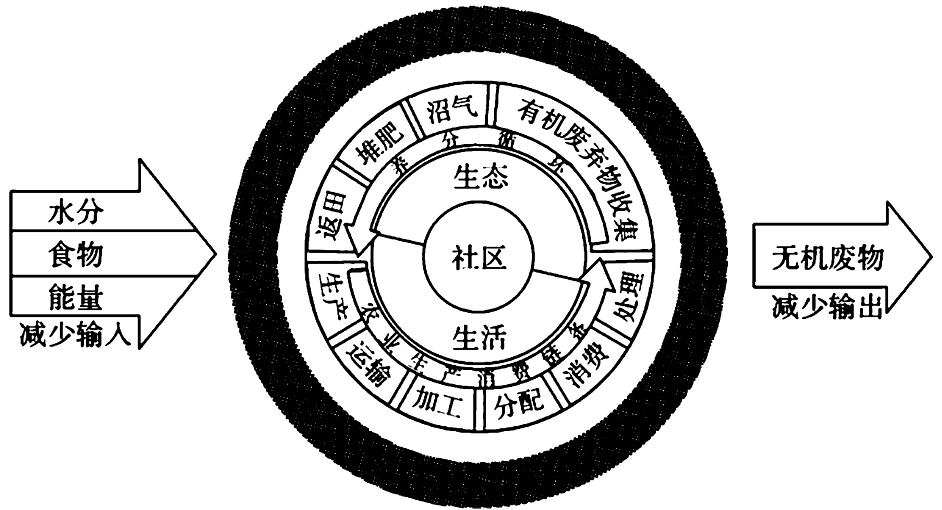 水分
食物
能量
减少输入
有机废弃物收集
沼气
堆肥
返田
养分循环
生态
社区
生活
农业生产消费链条
生产
运输
加工
分配
消费
处理
无机废物
减少输出